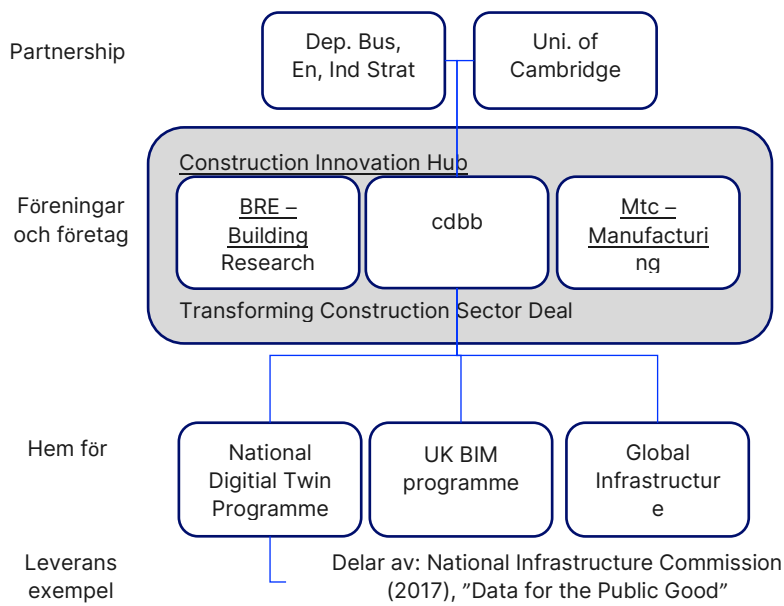 Partnership
Dep. Bus,
En, Ind Strat
Uni. of
Cambridge
Construction Innovation Hub
Föreningar
och företag
BRE –
Building
Research
cdbb
Mtc –
Manufacturi
ng
Transforming Construction Sector Deal
Hem för
National
Digitial Twin
Programme
UK BIM
programme
Global
Infrastructur
e
Leverans
exempel
Delar av: National Infrastructure Commission
(2017), ”Data for the Public Good”